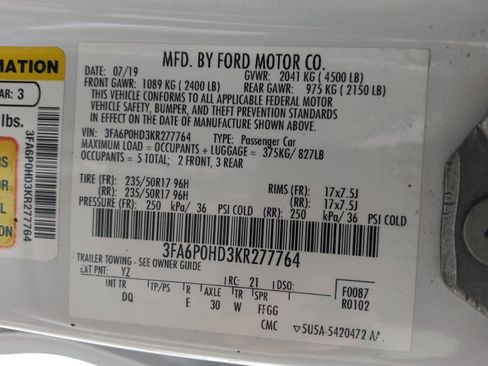 MFD. BY FORD MOTOR CO.
DATE: 07/19
GVWR: 2041 KG ( 4500 LB)
FRONT GAWR: 1089 KG ( 2400 LB)
REAR GAWR: 975 KG ( 2150 LB)
THIS VEHICLE CONFORMS TO ALL APPLICABLE FEDERAL MOTOR
VEHICLE SAFETY, BUMPER, AND THEFT PREVENTION STANDARDS
IN EFFECT ON THE DATE OF MANUFACTURE SHOWN ABOVE.
VIN: 3FA6P0HD3KR277764
TYPE: Passenger Car
MAXIMUM LOAD = OCCUPANTS + LUGGAGE = 375KG/ 827LB
OCCUPANTS = 5 TOTAL; 2 FRONT, 3 REAR
TIRE (FR): 235/50R17 96H
RIMS (FR): 17x7.5J
(RR): 235/50R17 96H
(RR): 17x7.5J
PRESSURE (FR) 250 kPa/ 36 PSI COLD
(RR) 250 kPa/ 36 PSI COLD
3FA6P0HD3KR277764
TRAILER TOWING - SEE OWNER GUIDE
EXT PNT: YZ
RC: 21
DSO:
F0087
R0102
INT TR TP/PS R AXLE TR SPR
DQ E 30 W FFGG
CMC
5U5A-5420472 AA
MATION
AR: 3
lbs.
RS
OR
AL
TION
3FA6P0HD3KR277764